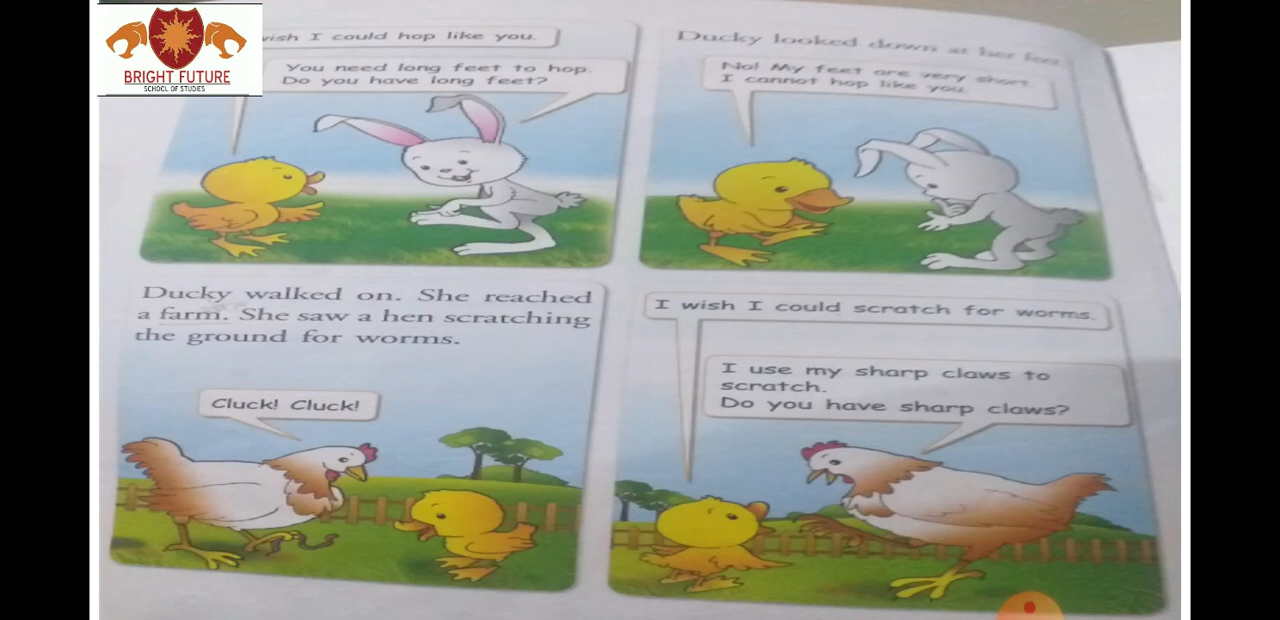 BRIGHT FUTURE
SCHOOL OF STUDIES
wish I could hop like you.
You need long feet to hop.
Do you have long feet?
Ducky looked down at her feet.
No! My feet are very short.
I cannot hop like you.
Ducky walked on. She reached
a farm. She saw a hen scratching
the ground for worms.
Cluck! Cluck!
I wish I could scratch for worms.
I use my sharp claws to
scratch.
Do you have sharp claws?